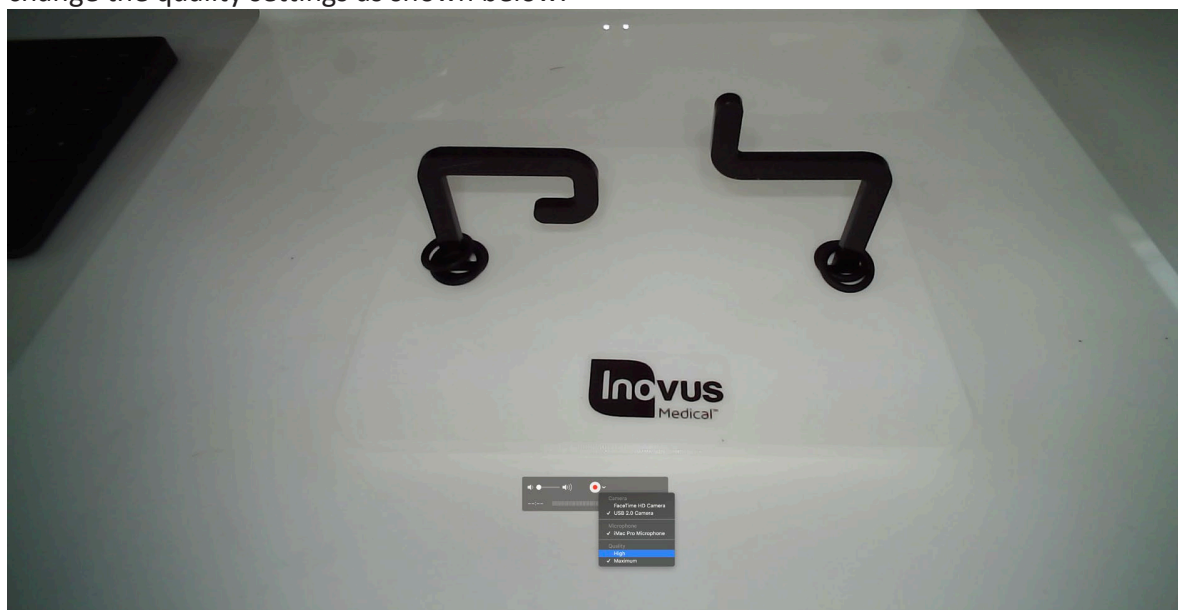 change the quality settings as shown below.
Inovus
Medical™
--:--
Camera
FaceTime HD Camera
✓ USB 2.0 Camera
Microphone
✓ iMac Pro Microphone
Quality
High
✓ Maximum